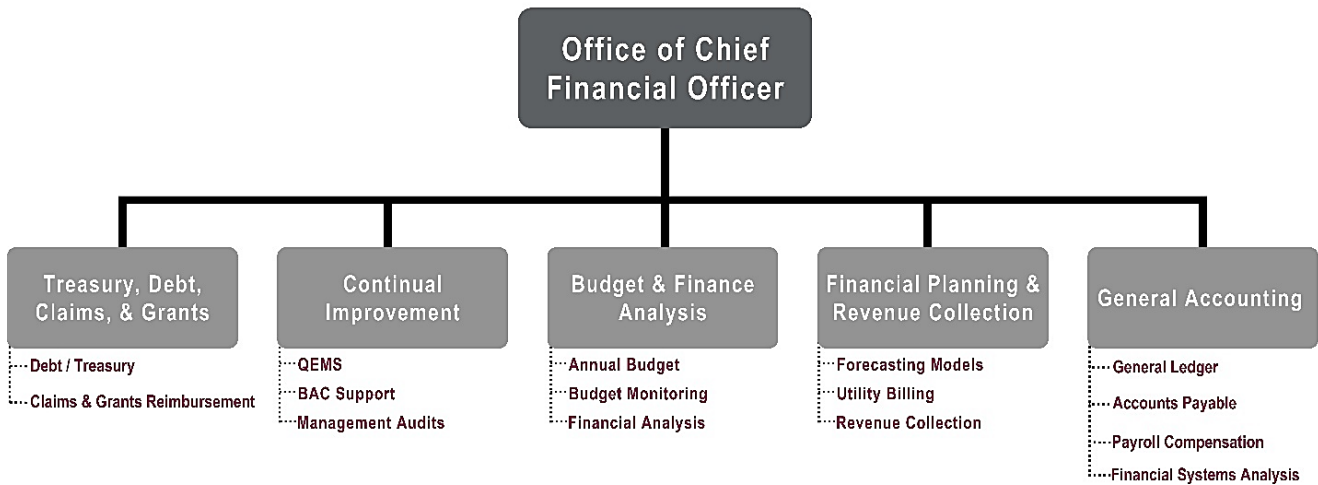 Office of Chief
Financial Officer
Treasury, Debt,
Claims, & Grants
Debt / Treasury
Claims & Grants Reimbursement
Continual
Improvement
QEMS
BAC Support
Management Audits
Budget & Finance
Analysis
Annual Budget
Budget Monitoring
Financial Analysis
Financial Planning &
Revenue Collection
Forecasting Models
Utility Billing
Revenue Collection
General Accounting
General Ledger
Accounts Payable
Payroll Compensation
Financial Systems Analysis